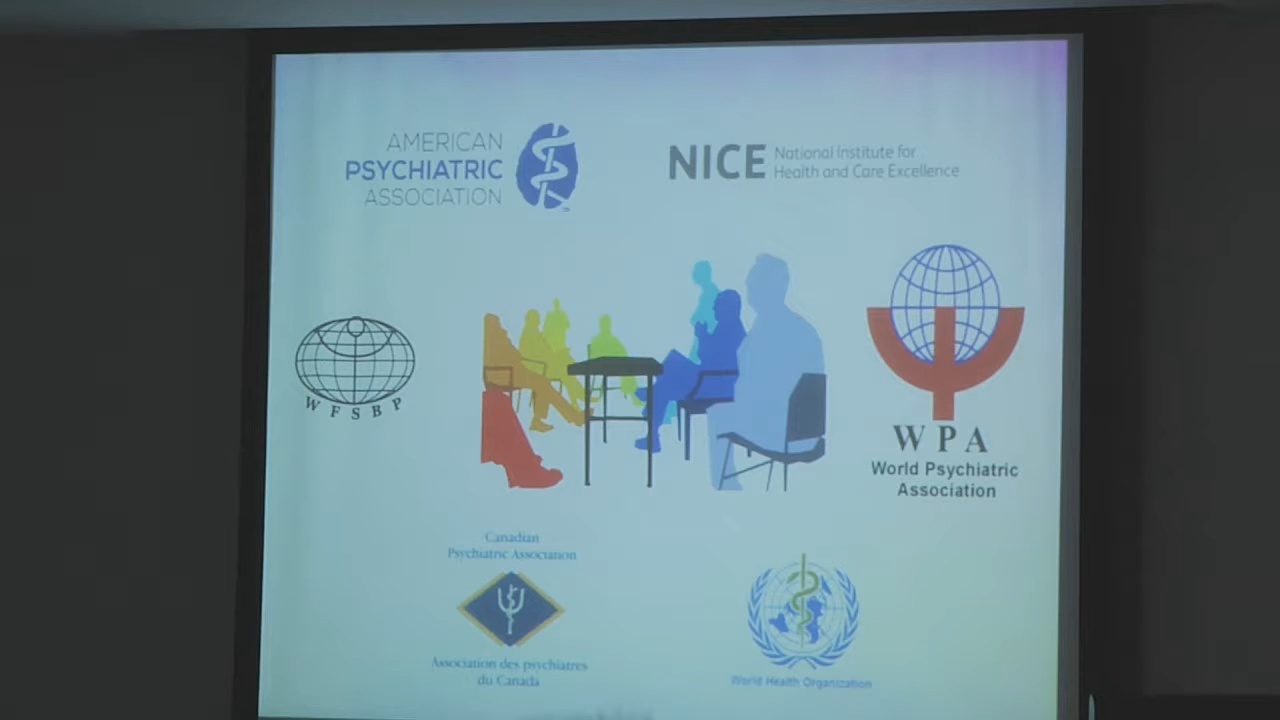 AMERICAN
PSYCHIATRIC
ASSOCIATION
NICE National Institute for
Health and Care Excellence
W F S B P
W P A
World Psychiatric
Association
Canadian
Psychiatric Association
Association des psychiatres
du Canada
World Health Organization